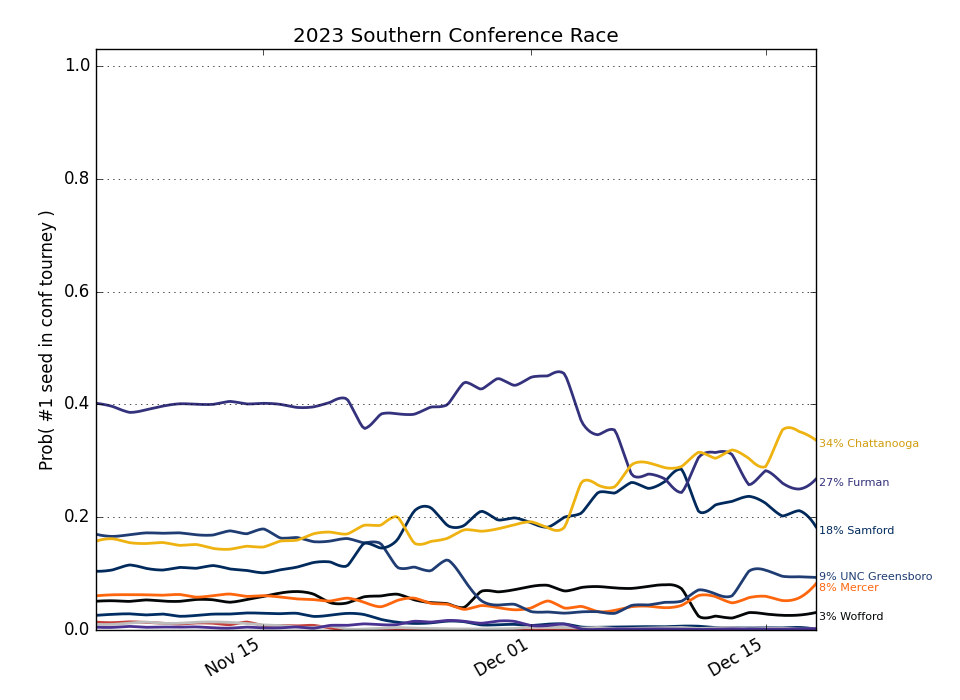 2023 Southern Conference Race
Prob( #1 seed in conf tourney )
1.0
0.8
0.6
0.4
0.2
0.0
34% Chattanooga
27% Furman
18% Samford
9% UNC Greensboro
8% Mercer
3% Wofford
Nov 15
Dec 01
Dec 15